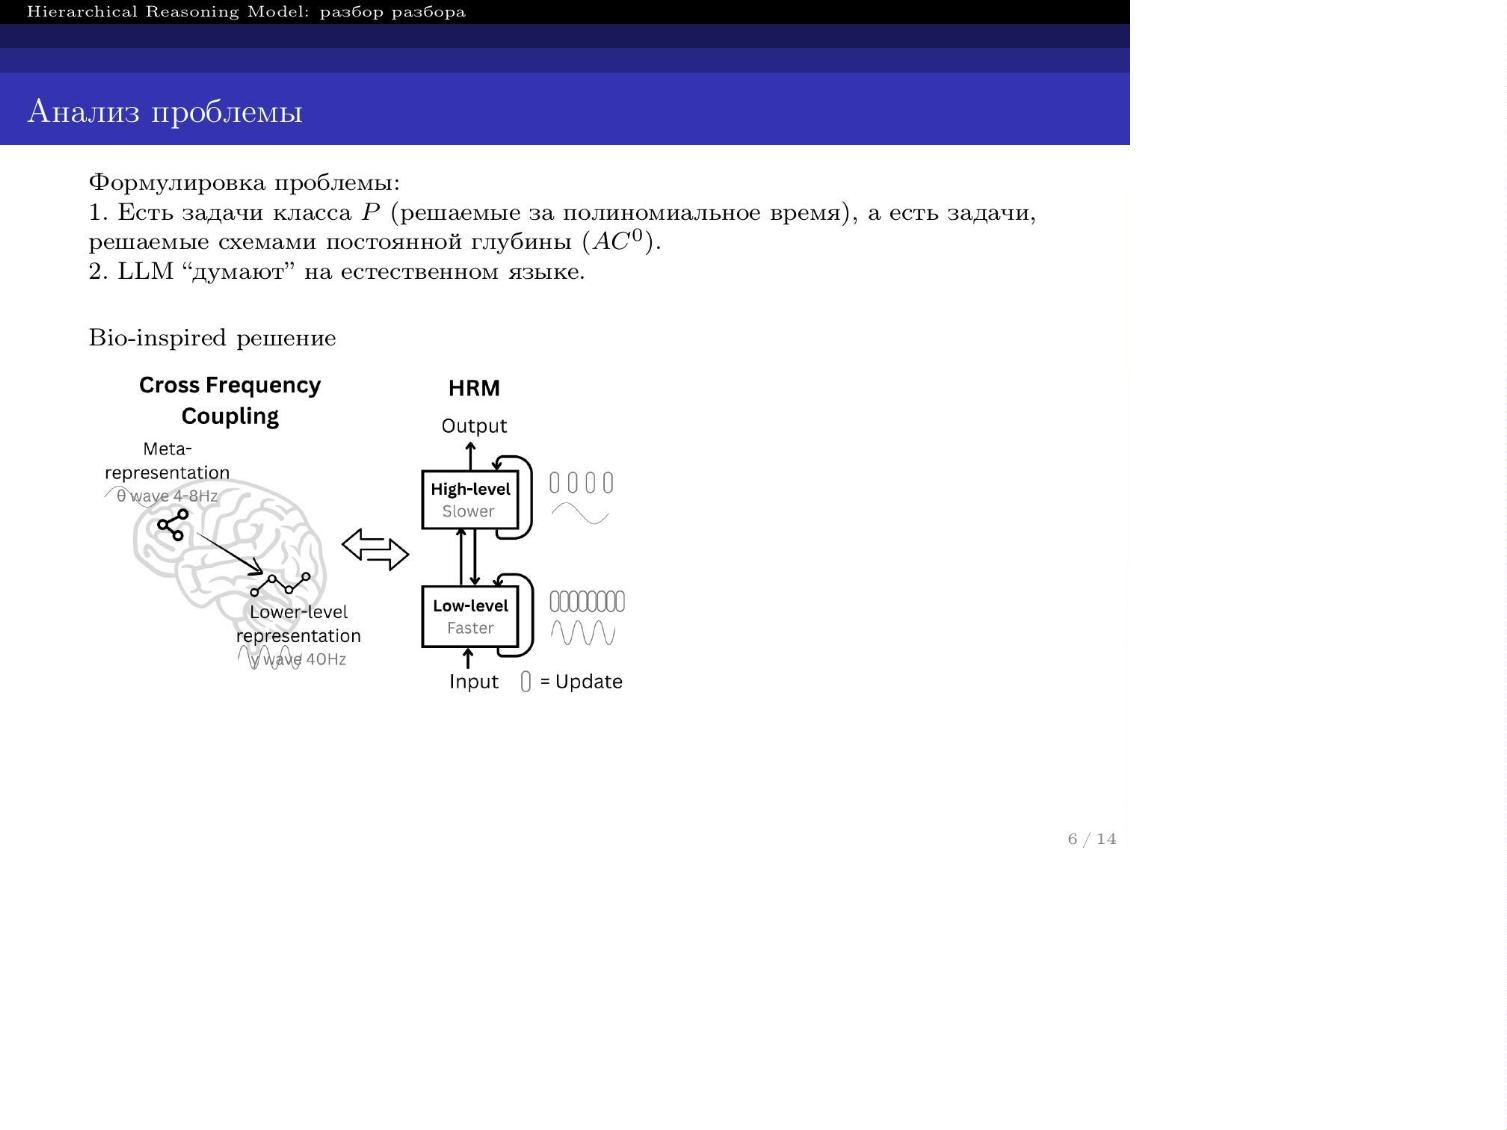 Hierarchical Reasoning Model: разбор разбора
Анализ проблемы
Формулировка проблемы:
1. Есть задачи класса P (решаемые за полиномиальное время), а есть задачи,
решаемые схемами постоянной глубины (AC⁰).
2. LLM “думают” на естественном языке.
Bio-inspired решение
Cross Frequency
Coupling
Meta-
representation
θ wave 4-8Hz
Lower-level
representation
γ wave 40Hz
HRM
Output
High-level
Slower
Low-level
Faster
Input
= Update
6 / 14